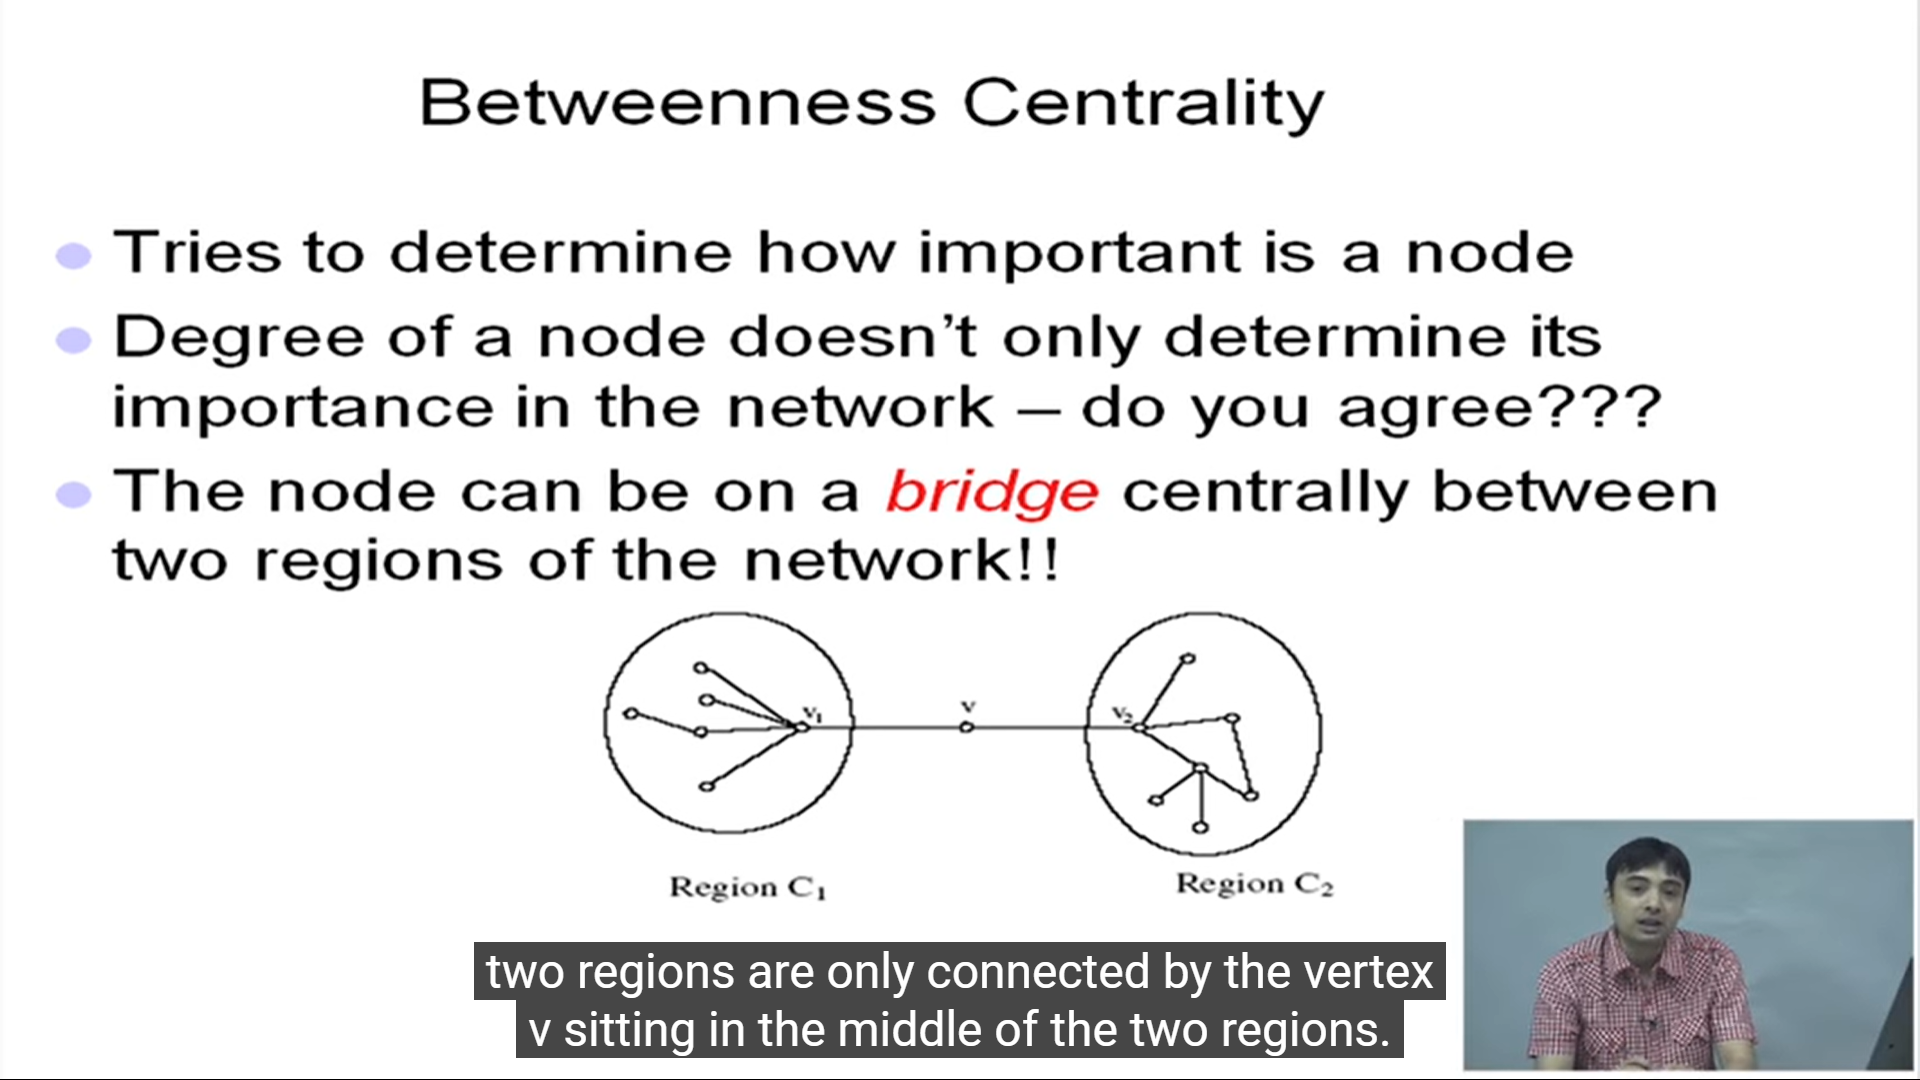 Betweenness Centrality
Tries to determine how important is a node
Degree of a node doesn't only determine its
importance in the network – do you agree???
The node can be on a bridge centrally between
two regions of the network!!
v₁
v
v₂
Region C₁
Region C₂
two regions are only connected by the vertex
v sitting in the middle of the two regions.